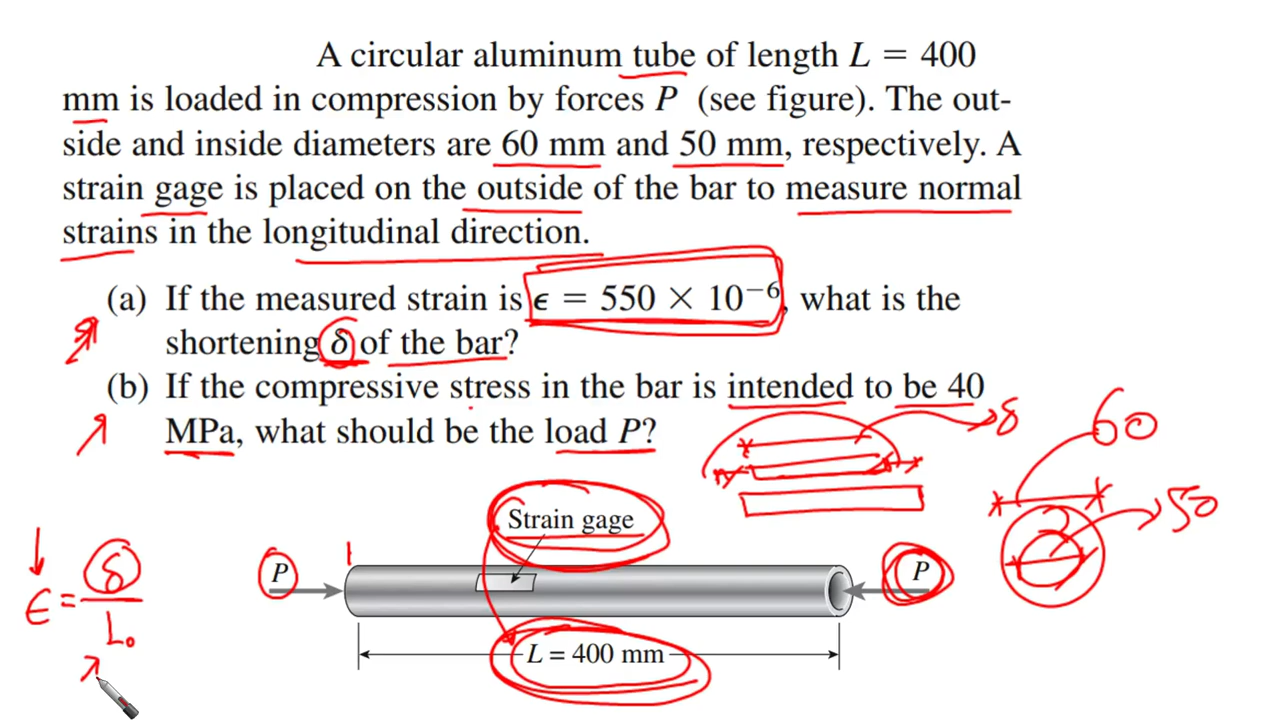 A circular aluminum tube of length L = 400
mm is loaded in compression by forces P (see figure). The out-
side and inside diameters are 60 mm and 50 mm, respectively. A
strain gage is placed on the outside of the bar to measure normal
strains in the longitudinal direction.
(a) If the measured strain is ϵ = 550 × 10⁻⁶, what is the
shortening δ of the bar?
(b) If the compressive stress in the bar is intended to be 40
MPa, what should be the load P?
δ
60
50
Strain gage
P
P
L = 400 mm
ϵ = δ
L₀